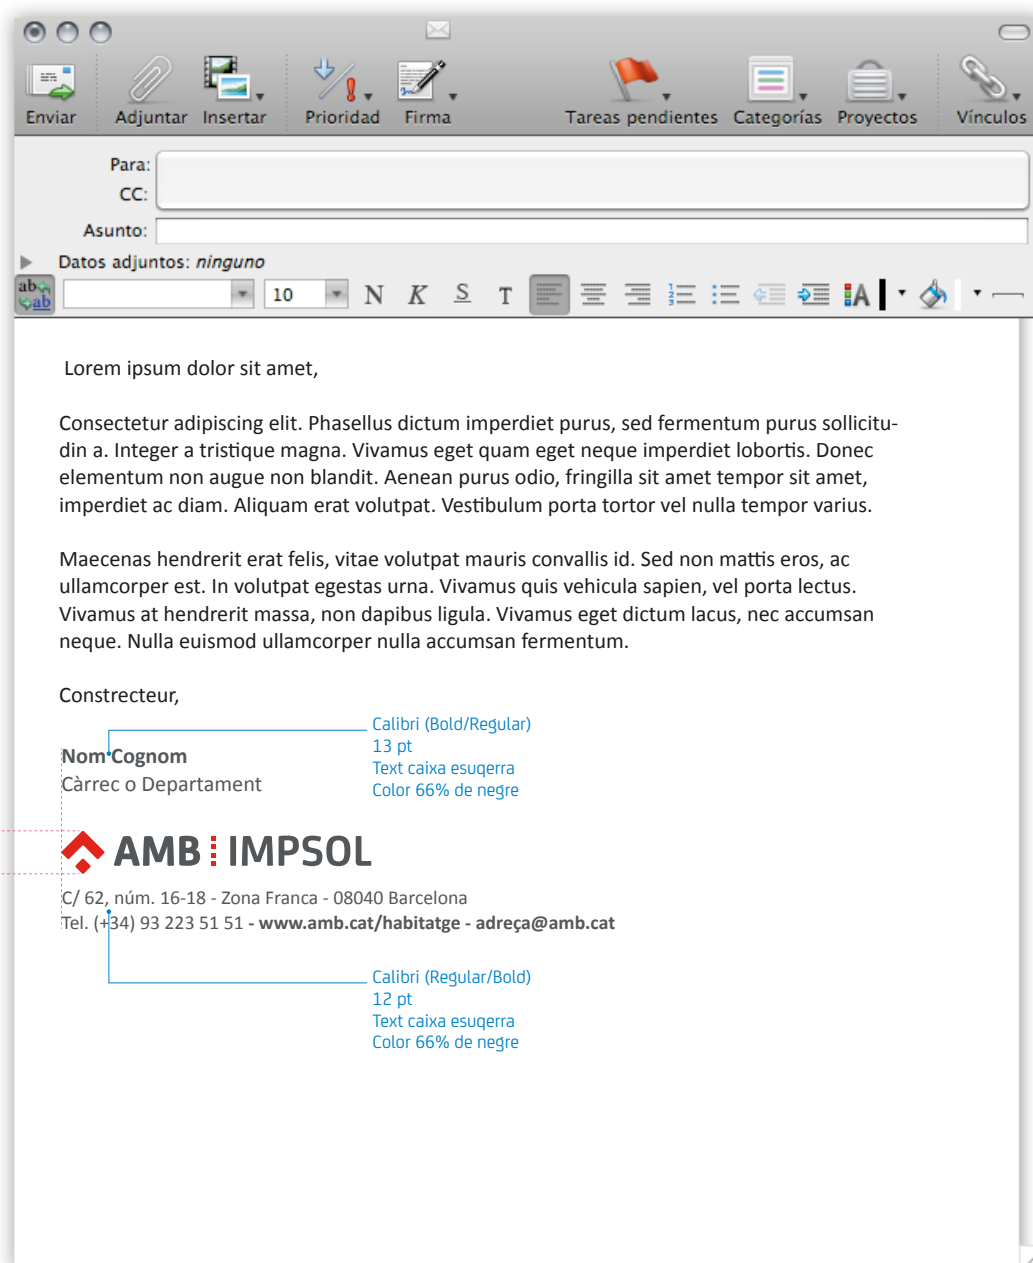 Enviar Adjuntar Insertar Prioridad Firma Tareas pendientes Categorías Proyectos Vínculos
Para:
CC:
Asunto:
Datos adjuntos: ninguno
abc ab 10 N K S T A
Lorem ipsum dolor sit amet,
Consectetur adipiscing elit. Phasellus dictum imperdiet purus, sed fermentum purus sollicitu-
din a. Integer a tristique magna. Vivamus eget quam eget neque imperdiet lobortis. Donec
elementum non augue non blandit. Aenean purus odio, fringilla sit amet tempor sit amet,
imperdiet ac diam. Aliquam erat volutpat. Vestibulum porta tortor vel nulla tempor varius.
Maecenas hendrerit erat felis, vitae volutpat mauris convallis id. Sed non mattis eros, ac
ullamcorper est. In volutpat egestas urna. Vivamus quis vehicula sapien, vel porta lectus.
Vivamus at hendrerit massa, non dapibus ligula. Vivamus eget dictum lacus, nec accumsan
neque. Nulla euismod ullamcorper nulla accumsan fermentum.
Constrecteur,
Calibri (Bold/Regular)
13 pt
Text caixa esuqerra
Color 66% de negre
Nom Cognom
Càrrec o Departament
AMB IMPSOL
C/ 62, núm. 16-18 - Zona Franca - 08040 Barcelona
Tel. (+34) 93 223 51 51 - www.amb.cat/habitatge - adreça@amb.cat
Calibri (Regular/Bold)
12 pt
Text caixa esuqerra
Color 66% de negre